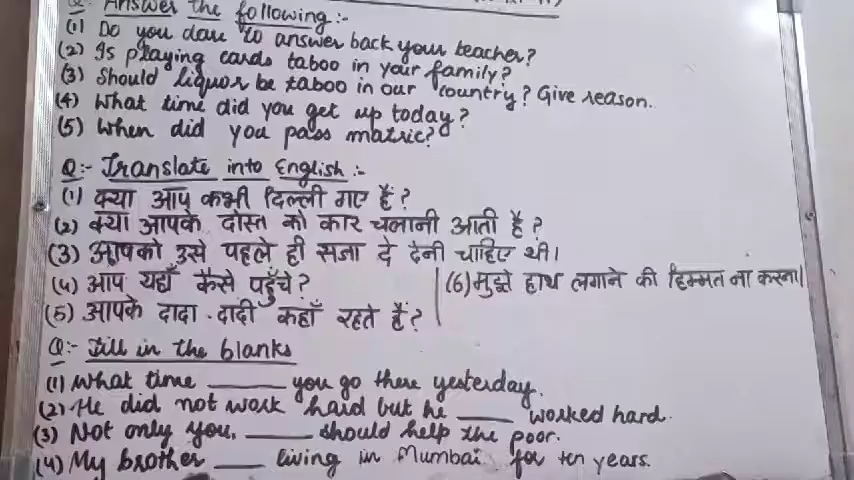 Q:- Answer the following:-
(1) Do you dare to answer back your teacher?
(2) Is playing cards taboo in your family?
(3) Should liquor be taboo in our country? Give reason.
(4) What time did you get up today?
(5) When did you pass matric?
Q:- Translate into English:-
(1) क्या आप कभी दिल्ली गए हैं?
(2) क्या आपके दोस्त को कार चलानी आती है?
(3) आपको उसे पहले ही सजा दे देनी चाहिए थी।
(4) आप यहाँ कैसे पहुँचे?
(6) मुझे हाथ लगाने की हिम्मत ना करना।
(5) आपके दादा-दादी कहाँ रहते हैं?
Q:- Fill in the blanks
(1) What time ______ you go there yesterday.
(2) He did not work hard but he ____ worked hard.
(3) Not only you, ____ should help the poor.
(4) My brother ____ living in Mumbai for ten years.